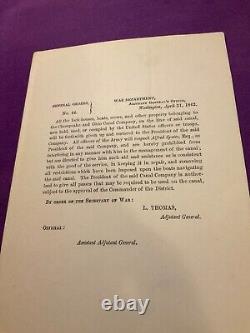 GENERAL ORDERS,
No. 46.
WAR DEPARTMENT,
Adjutant General's Office,
Washington, April 21, 1862.
All the lock houses, boats, scows, and other property belonging to
the Chesapeake and Ohio Canal Company, on the line of said canal,
now held, used, or occupied by the United States officers or troops,
will be forthwith given up and restored to the President of the said
Company. All officers of the Army will respect Alfred Spates, Esq., as
President of the said Company, and are hereby prohibited from
interfering in any manner with him in the management of the canal;
but are directed to give him such aid and assistance as is consistent
with the good of the service, in keeping it in repair, and removing
all restrictions which have been imposed upon the boats navigating
the said canal. The President of the said Canal Company is authorized
to give all passes that may be required to be used on the canal,
subject to the approval of the Commander of the District.
BY ORDER OF THE SECRETARY OF WAR:
L. THOMAS,
Adjutant General.
OFFICIAL:
Assistant Adjutant General.